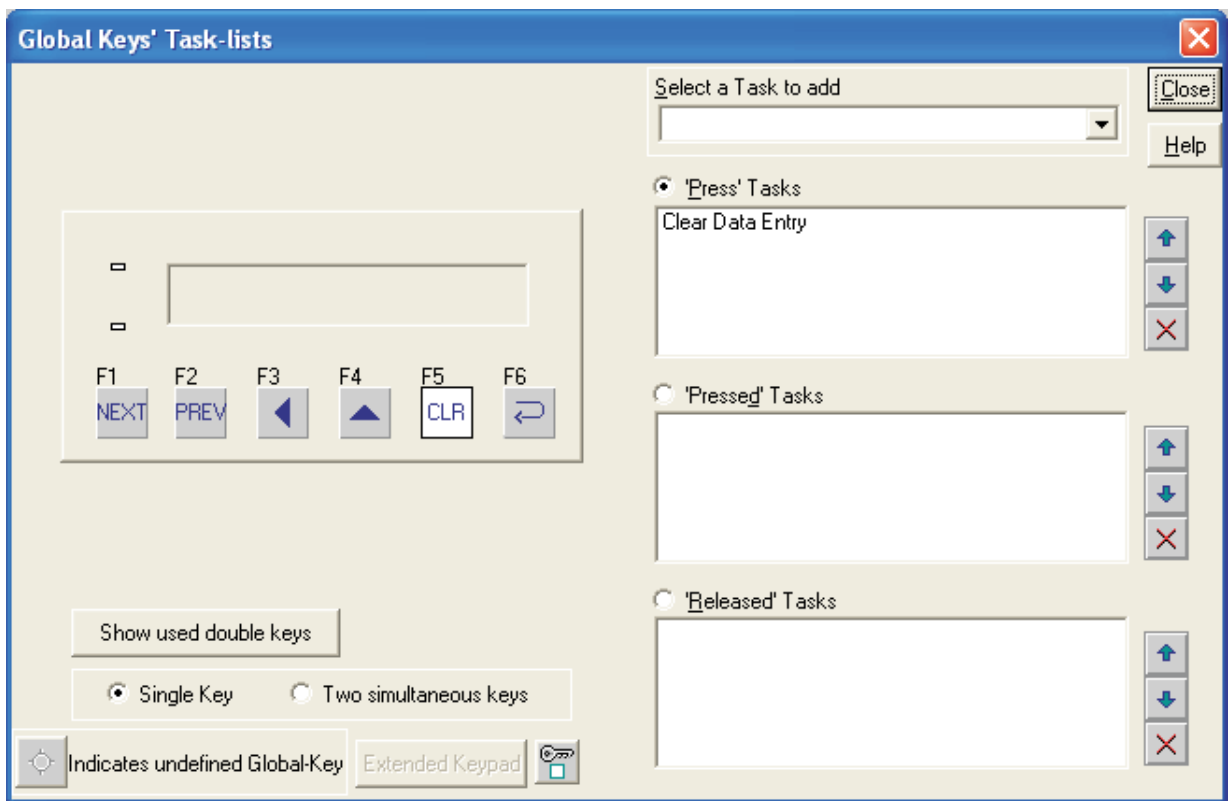 Global Keys' Task-lists
Select a Task to add
Close
Help
'Press' Tasks
Clear Data Entry
F1 F2 F3 F4 F5 F6
NEXT PREV CLR
'Pressed' Tasks
'Released' Tasks
Show used double keys
Single Key Two simultaneous keys
Indicates undefined Global-Key Extended Keypad